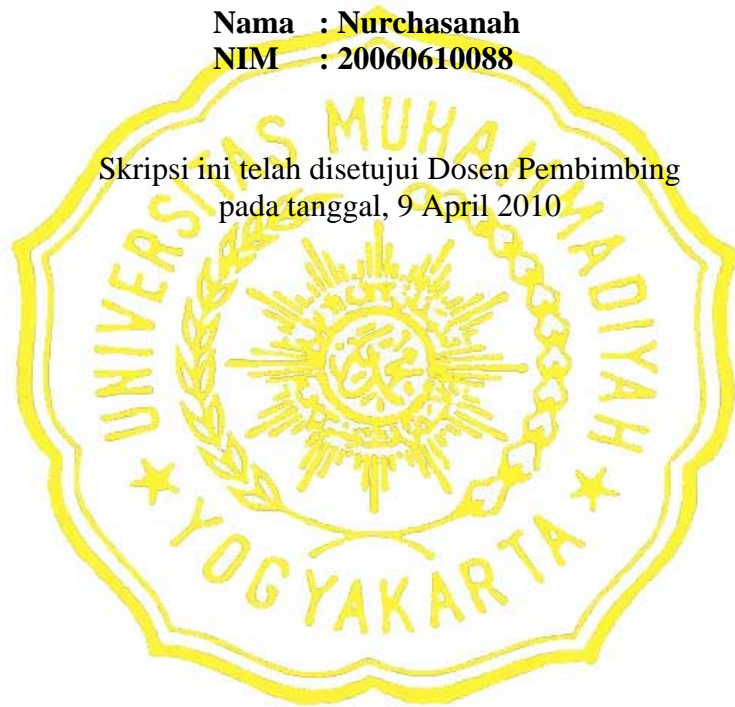 Nama : Nurchasanah
NIM : 20060610088
Skripsi ini telah disetujui Dosen Pembimbing
pada tanggal, 9 April 2010
UNIVERSITAS MUHAMMADIYAH
YOGYAKARTA